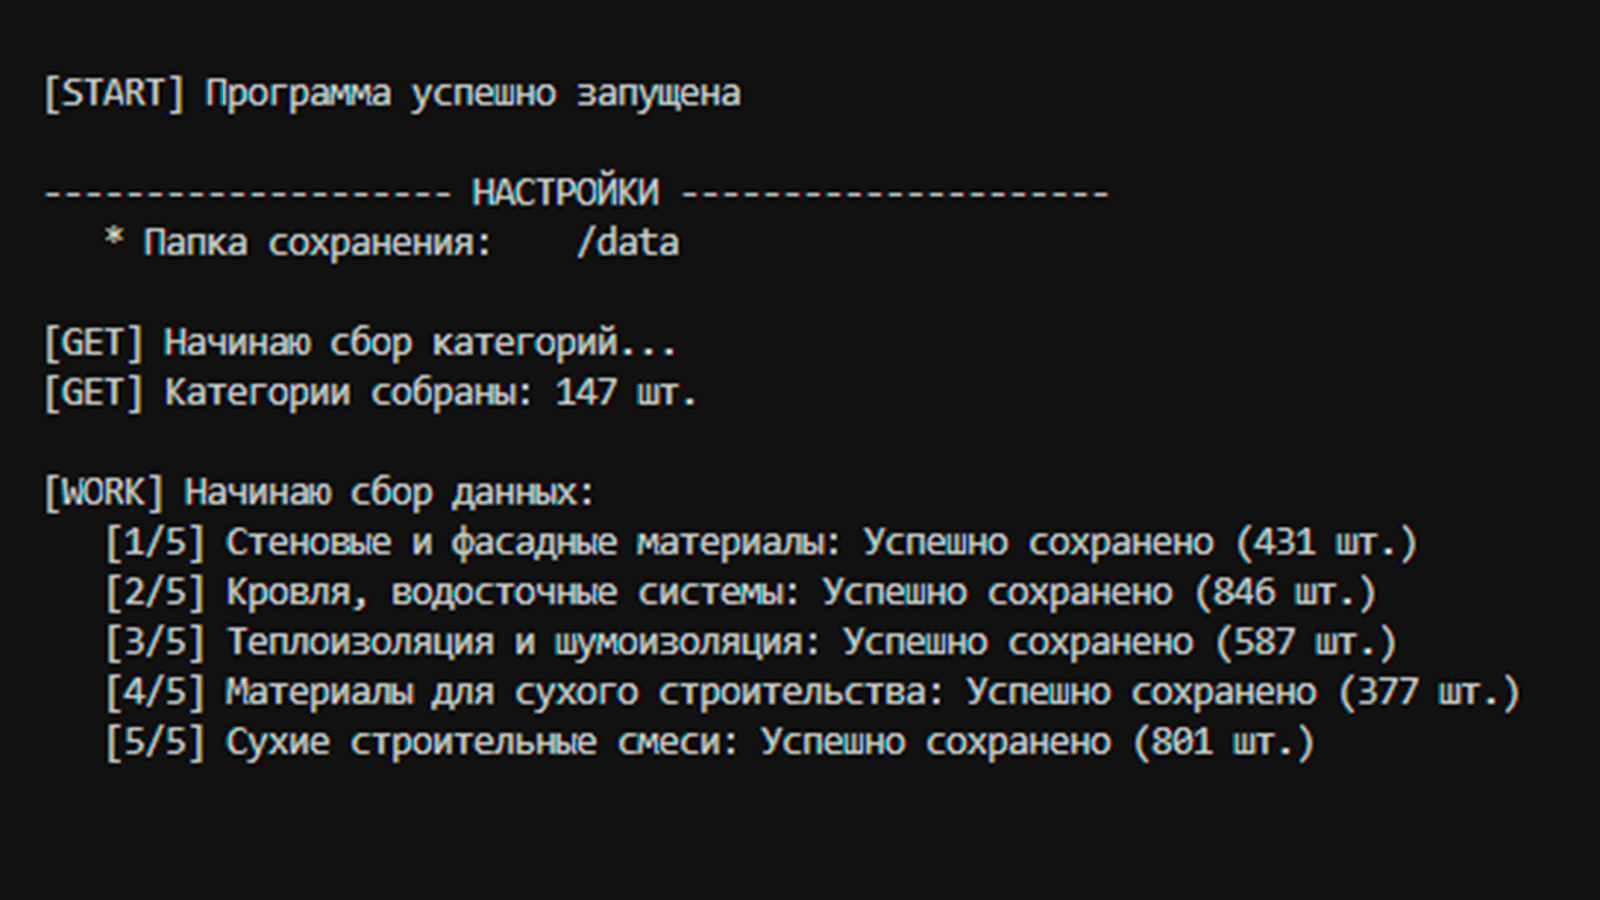 [START] Программа успешно запущена
-------------------- НАСТРОЙКИ ---------------------
* Папка сохранения: /data
[GET] Начинаю сбор категорий...
[GET] Категории собраны: 147 шт.
[WORK] Начинаю сбор данных:
[1/5] Стеновые и фасадные материалы: Успешно сохранено (431 шт.)
[2/5] Кровля, водосточные системы: Успешно сохранено (846 шт.)
[3/5] Теплоизоляция и шумоизоляция: Успешно сохранено (587 шт.)
[4/5] Материалы для сухого строительства: Успешно сохранено (377 шт.)
[5/5] Сухие строительные смеси: Успешно сохранено (801 шт.)